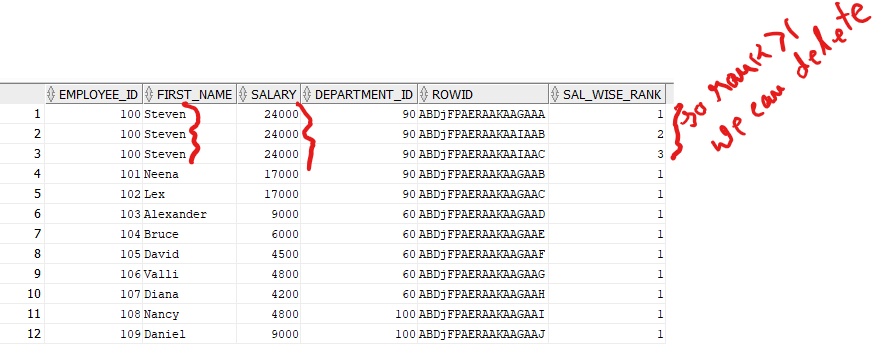 so rank>1
we can delete
EMPLOYEE_ID FIRST_NAME SALARY DEPARTMENT_ID ROWID SAL_WISE_RANK
1 100 Steven 24000 90 ABDjFPAERAAKAAGAAA 1
2 100 Steven 24000 90 ABDjFPAERAAKAAIAAB 2
3 100 Steven 24000 90 ABDjFPAERAAKAAIAAC 3
4 101 Neena 17000 90 ABDjFPAERAAKAAGAAB 1
5 102 Lex 17000 90 ABDjFPAERAAKAAGAAC 1
6 103 Alexander 9000 60 ABDjFPAERAAKAAGAAD 1
7 104 Bruce 6000 60 ABDjFPAERAAKAAGAAE 1
8 105 David 4500 60 ABDjFPAERAAKAAGAAF 1
9 106 Valli 4800 60 ABDjFPAERAAKAAGAAG 1
10 107 Diana 4200 60 ABDjFPAERAAKAAGAAH 1
11 108 Nancy 4800 100 ABDjFPAERAAKAAGAAI 1
12 109 Daniel 9000 100 ABDjFPAERAAKAAGAAJ 1